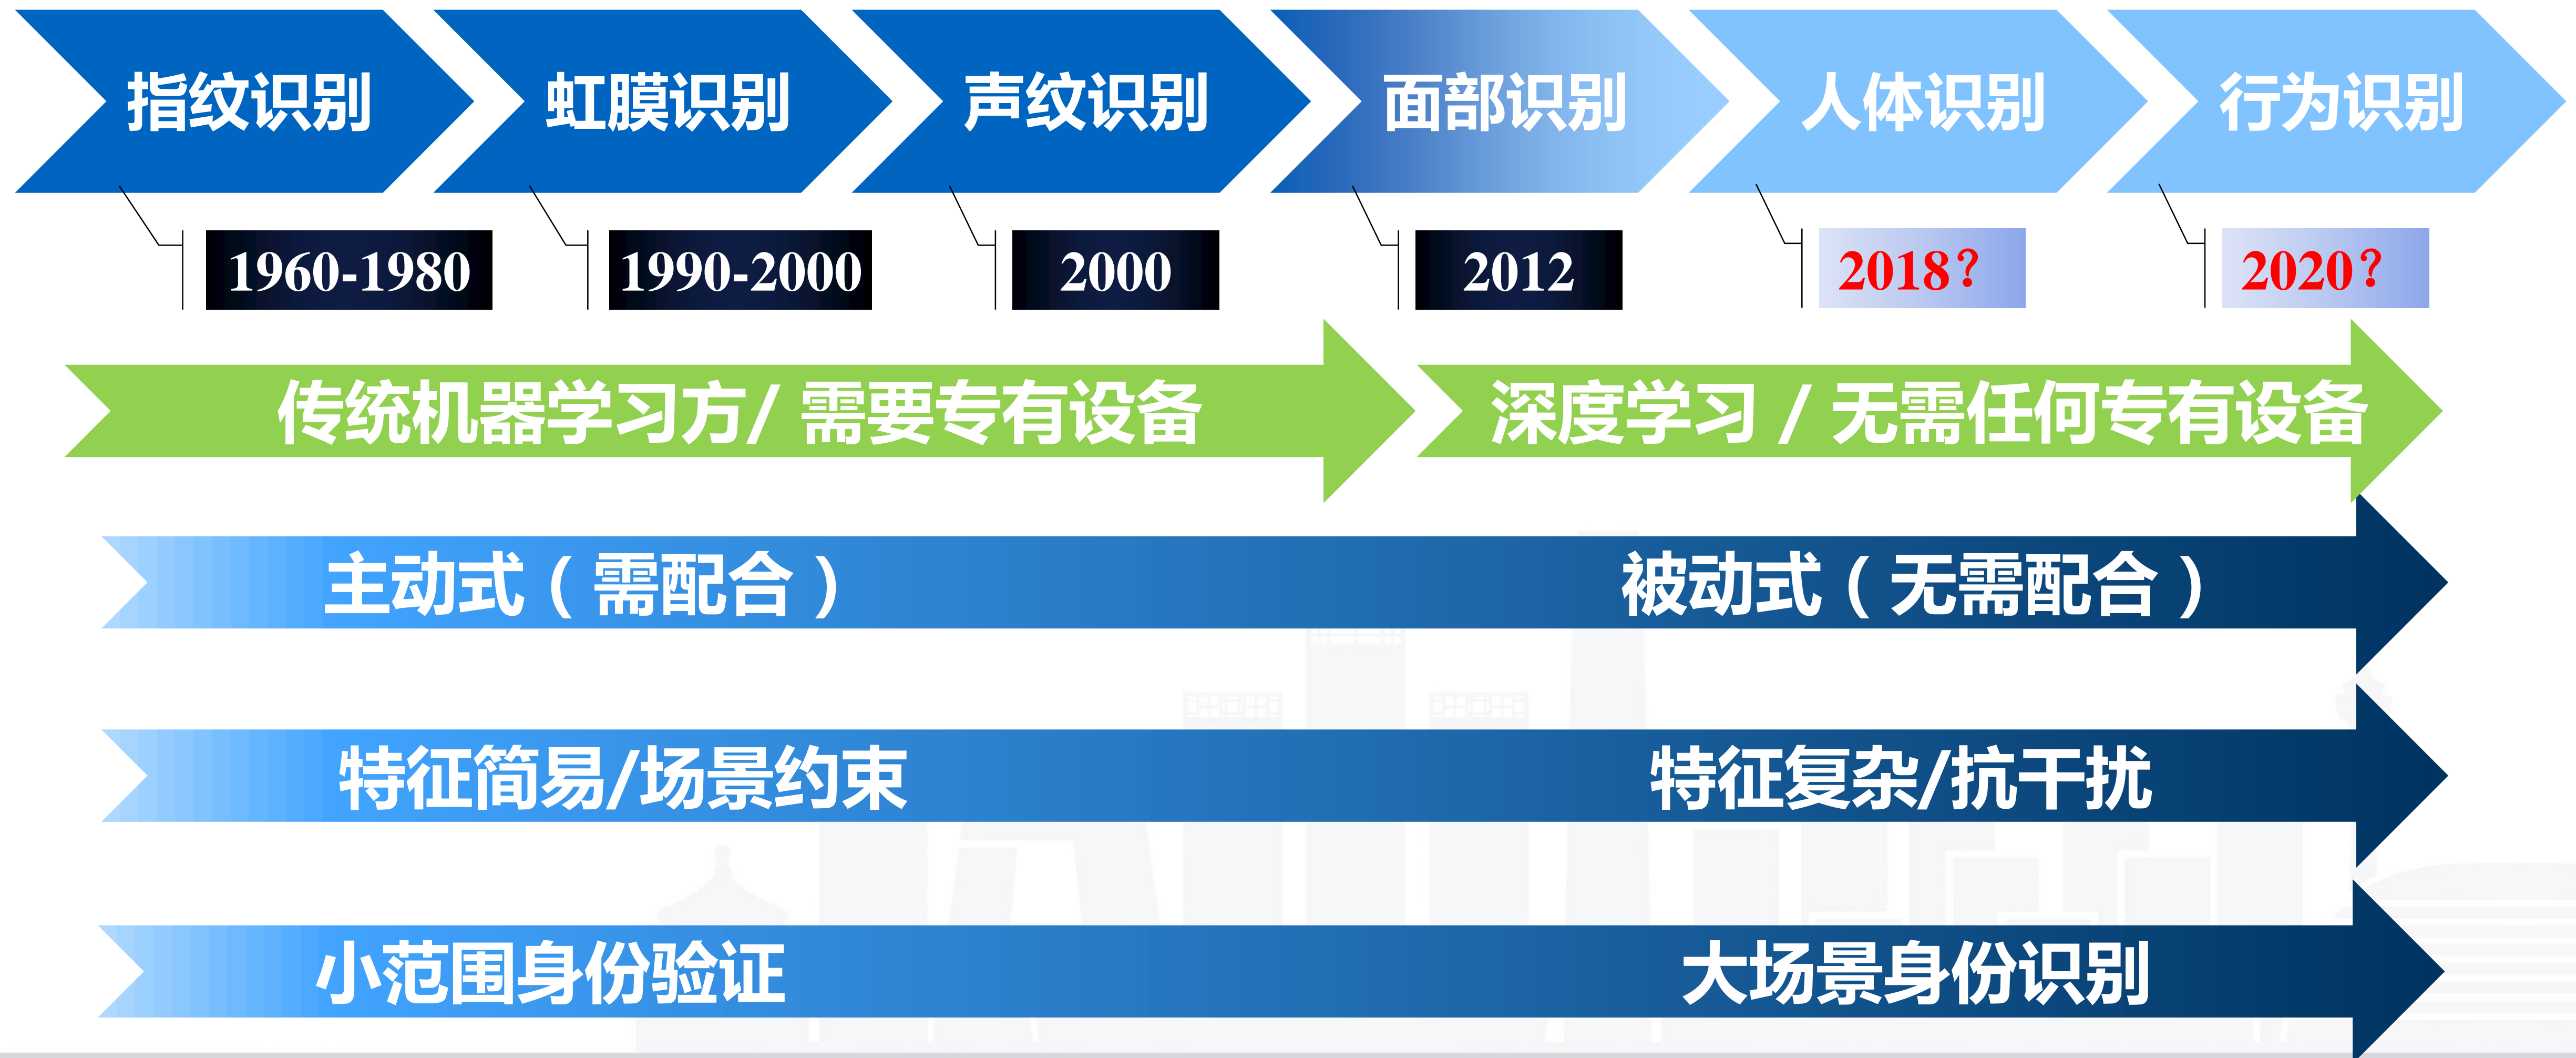 指纹识别
虹膜识别
声纹识别
面部识别
人体识别
行为识别
1960-1980
1990-2000
2000
2012
2018？
2020？
传统机器学习方/ 需要专有设备
深度学习 / 无需任何专有设备
主动式（需配合）
被动式（无需配合）
特征简易/场景约束
特征复杂/抗干扰
小范围身份验证
大场景身份识别